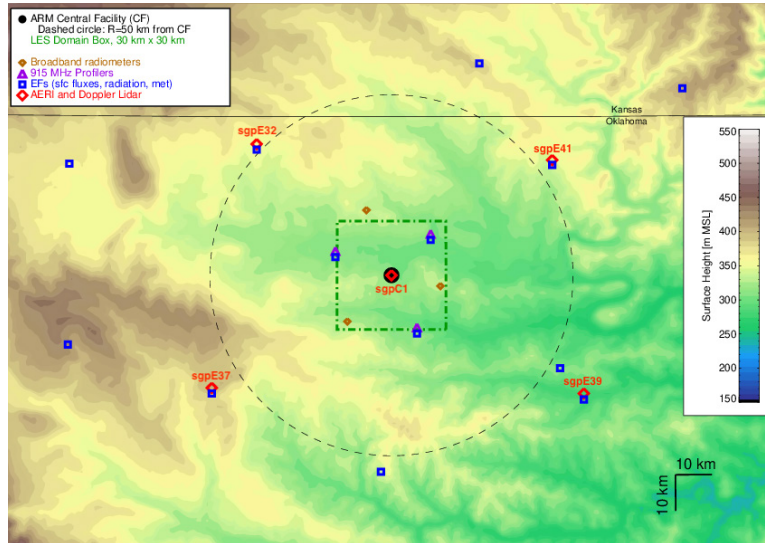 ARM Central Facility (CF)
Dashed circle: R=50 km from CF
LES Domain Box, 30 km x 30 km
Broadband radiometers
915 MHz Profilers
EFs (sfc fluxes, radiation, met)
AERI and Doppler Lidar
Kansas
Oklahoma
sgpE32
sgpE41
sgpC1
sgpE37
sgpE39
Surface Height [m MSL]
550
500
450
400
350
300
250
200
150
10 km
10 km